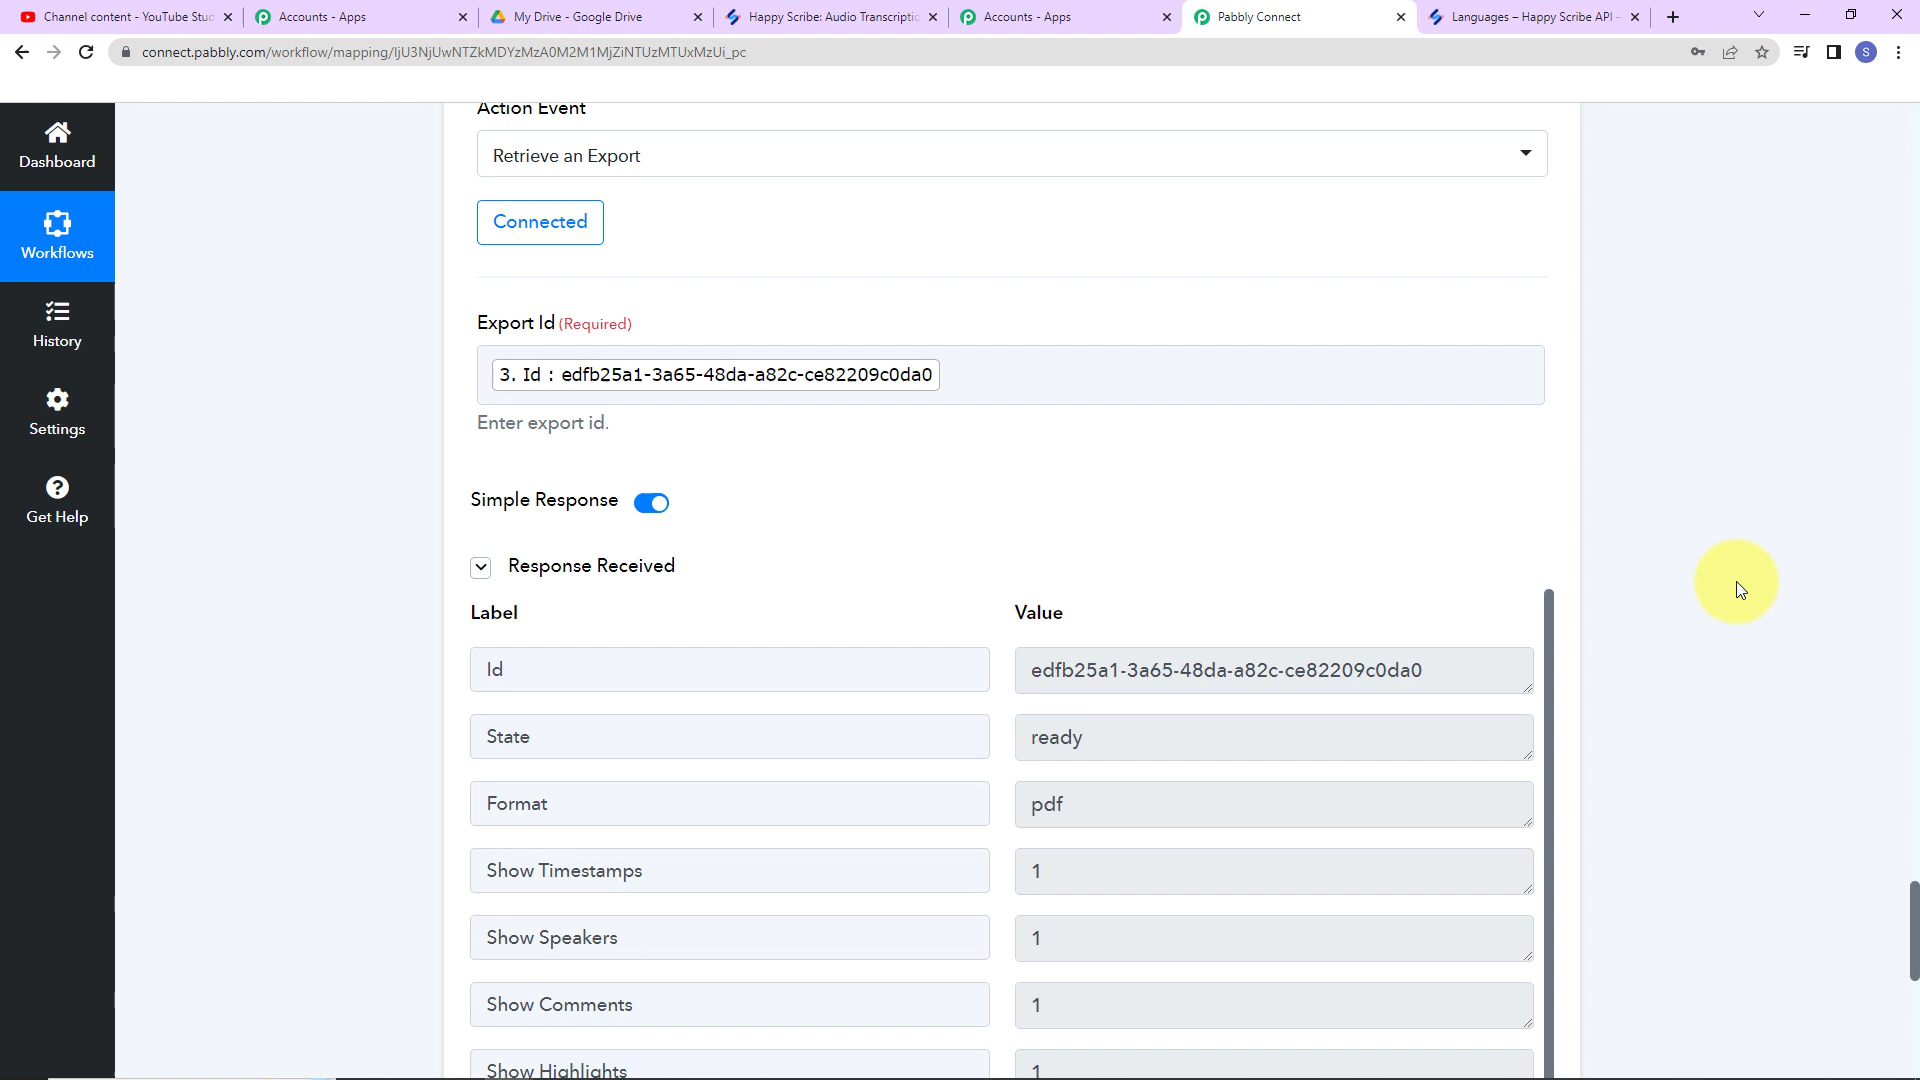 Channel content - YouTube Stud
Accounts - Apps
My Drive - Google Drive
Happy Scribe: Audio Transcriptio
Accounts - Apps
Pabbly Connect
Languages – Happy Scribe API -
connect.pabbly.com/workflow/mapping/IjU3NjUwNTZkMDYzMzA0M2M1MjZiNTUzMTUxMzUi_pc
S
Dashboard
Workflows
History
Settings
Get Help
Action Event
Retrieve an Export
Connected
Export Id (Required)
3. Id : edfb25a1-3a65-48da-a82c-ce82209c0da0
Enter export id.
Simple Response
Response Received
Label Value
Id edfb25a1-3a65-48da-a82c-ce82209c0da0
State ready
Format pdf
Show Timestamps 1
Show Speakers 1
Show Comments 1
Show Highlights 1